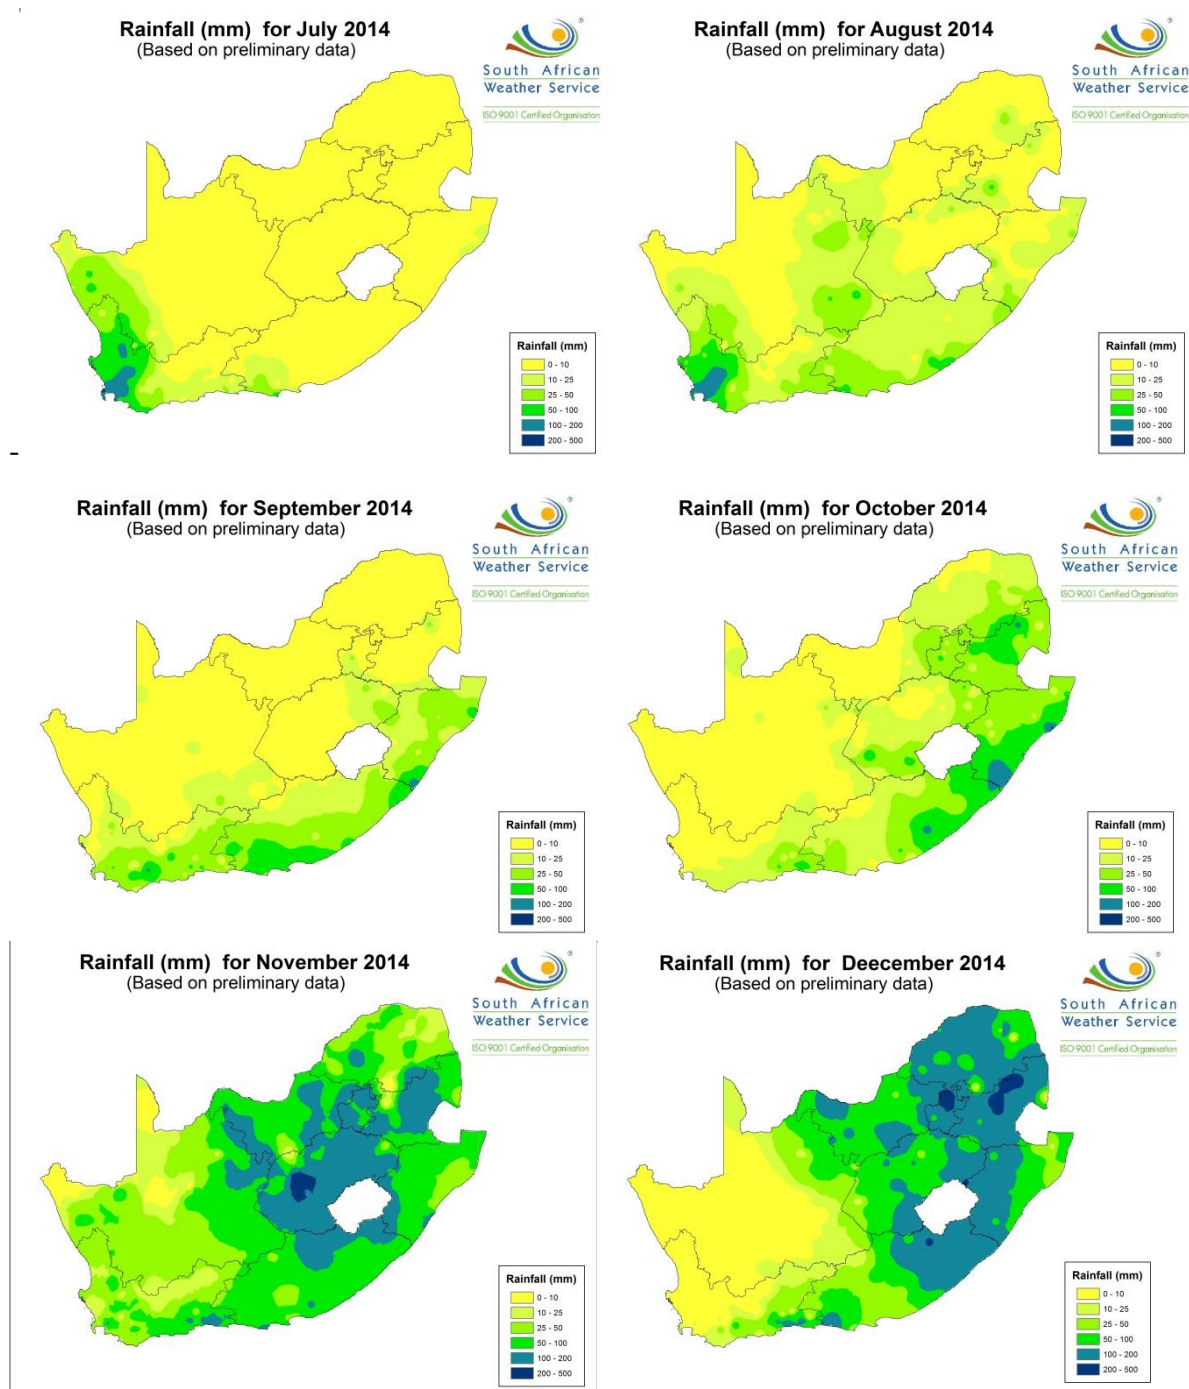 Rainfall (mm)  for July 2014
(Based on preliminary data)
®
South African
Weather Service
ISO 9001 Certified Organisation
Rainfall (mm)
0 - 10
10 - 25
25 - 50
50 - 100
100 - 200
200 - 500
Rainfall (mm)  for August 2014
(Based on preliminary data)
®
South African
Weather Service
ISO 9001 Certified Organisation
Rainfall (mm)
0 - 10
10 - 25
25 - 50
50 - 100
100 - 200
200 - 500
Rainfall (mm)  for September 2014
(Based on preliminary data)
®
South African
Weather Service
ISO 9001 Certified Organisation
Rainfall (mm)
0 - 10
10 - 25
25 - 50
50 - 100
100 - 200
200 - 500
Rainfall (mm)  for October 2014
(Based on preliminary data)
®
South African
Weather Service
ISO 9001 Certified Organisation
Rainfall (mm)
0 - 10
10 - 25
25 - 50
50 - 100
100 - 200
200 - 500
Rainfall (mm)  for November 2014
(Based on preliminary data)
®
South African
Weather Service
ISO 9001 Certified Organisation
Rainfall (mm)
0 - 10
10 - 25
25 - 50
50 - 100
100 - 200
200 - 500
Rainfall (mm)  for  Deecember 2014
(Based on preliminary data)
®
South African
Weather Service
ISO 9001 Certified Organisation
Rainfall (mm)
0 - 10
10 - 25
25 - 50
50 - 100
100 - 200
200 - 500